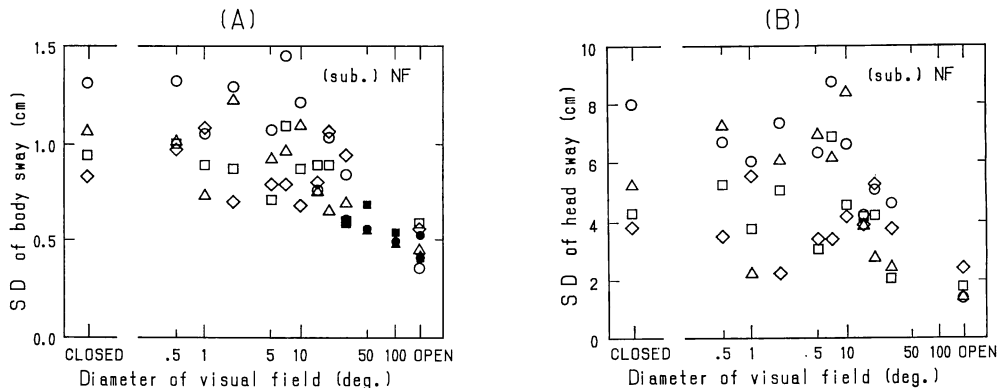 (A)
SD of body sway (cm)
1.5
1.0
0.5
0.0
(sub.) NF
CLOSED .5 1 5 10 50 100 OPEN
Diameter of visual field (deg.)
(B)
SD of head sway (cm)
10
8
6
4
2
0
(sub.) NF
CLOSED .5 1 .5 10 50 100 OPEN
Diameter of visual field (deg.)